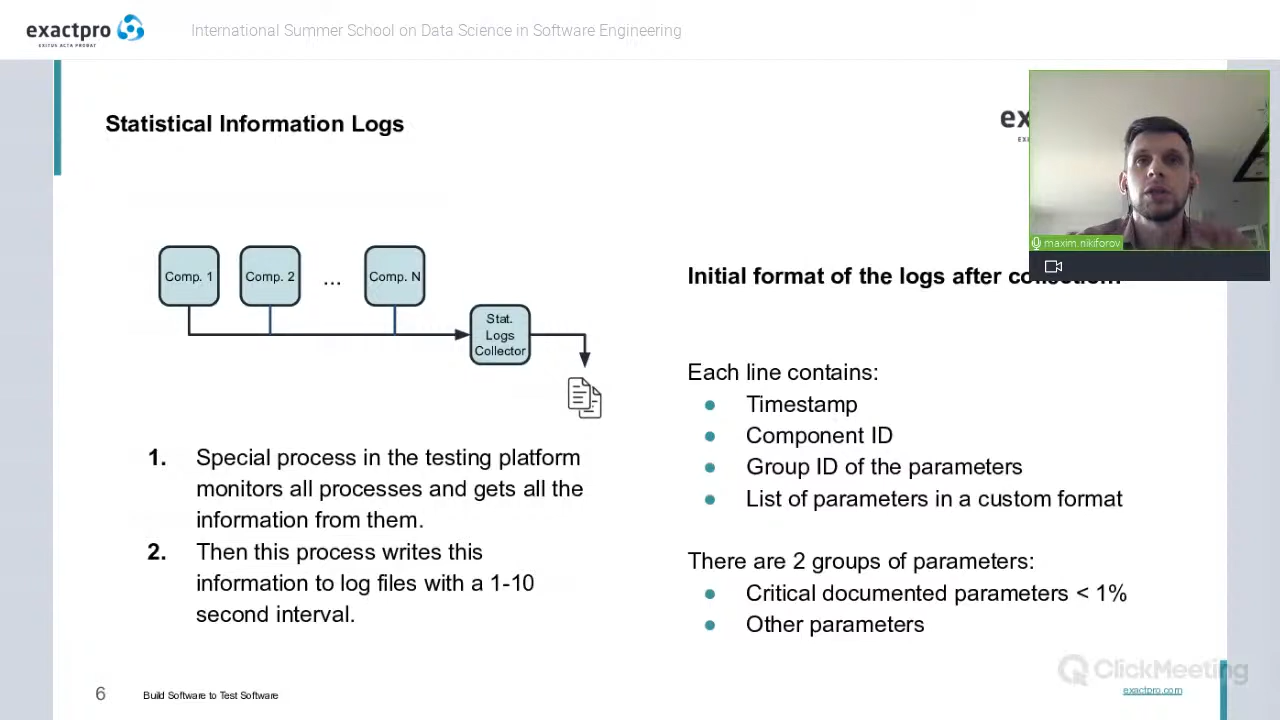 exactpro
EXITUS ACTA PROBAT
International Summer School on Data Science in Software Engineering
Statistical Information Logs
ex
maxim.nikiforov
Comp. 1
Comp. 2
...
Comp. N
Stat.
Logs
Collector
1. Special process in the testing platform
monitors all processes and gets all the
information from them.
2. Then this process writes this
information to log files with a 1-10
second interval.
Initial format of the logs after
Each line contains:
● Timestamp
● Component ID
● Group ID of the parameters
● List of parameters in a custom format
There are 2 groups of parameters:
● Critical documented parameters < 1%
● Other parameters
ClickMeeting
6
Build Software to Test Software
exactpro.com